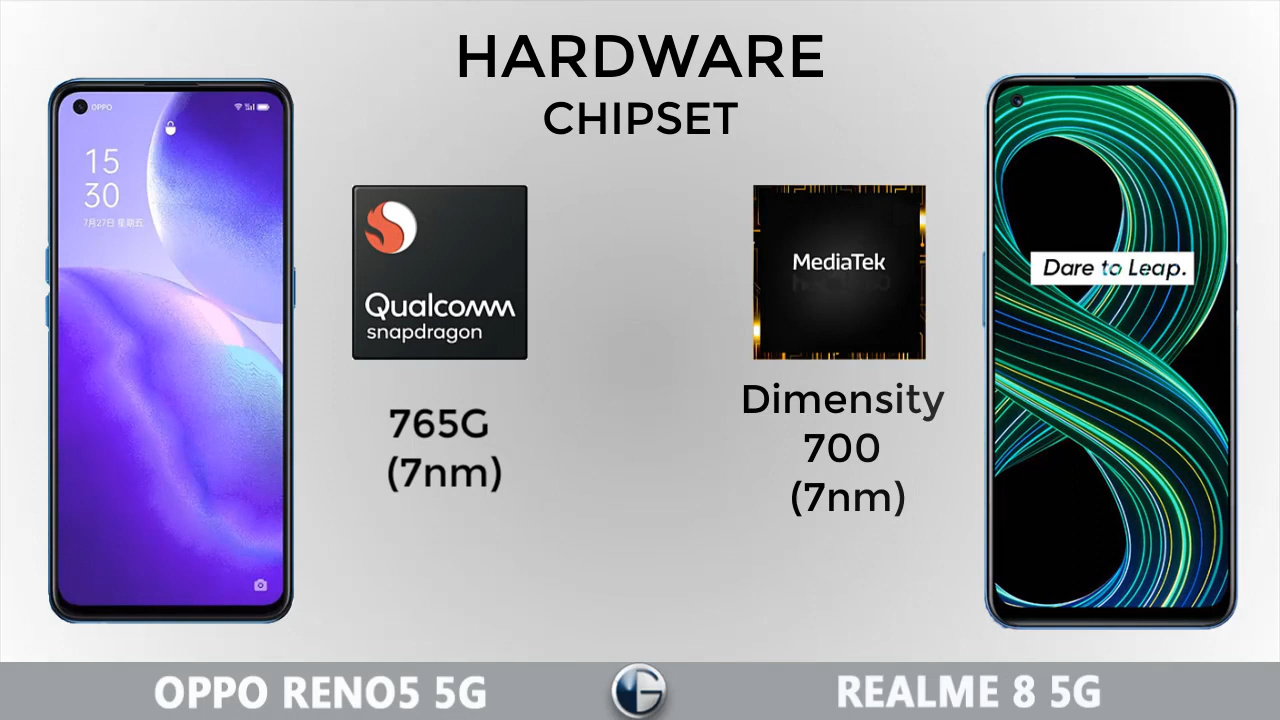 HARDWARE
CHIPSET
OPPO
15
30
7月27日 星期五
Qualcomm
snapdragon
765G
(7nm)
MediaTek
Dimensity
700
(7nm)
Dare to Leap.
OPPO RENO5 5G
G
REALME 8 5G